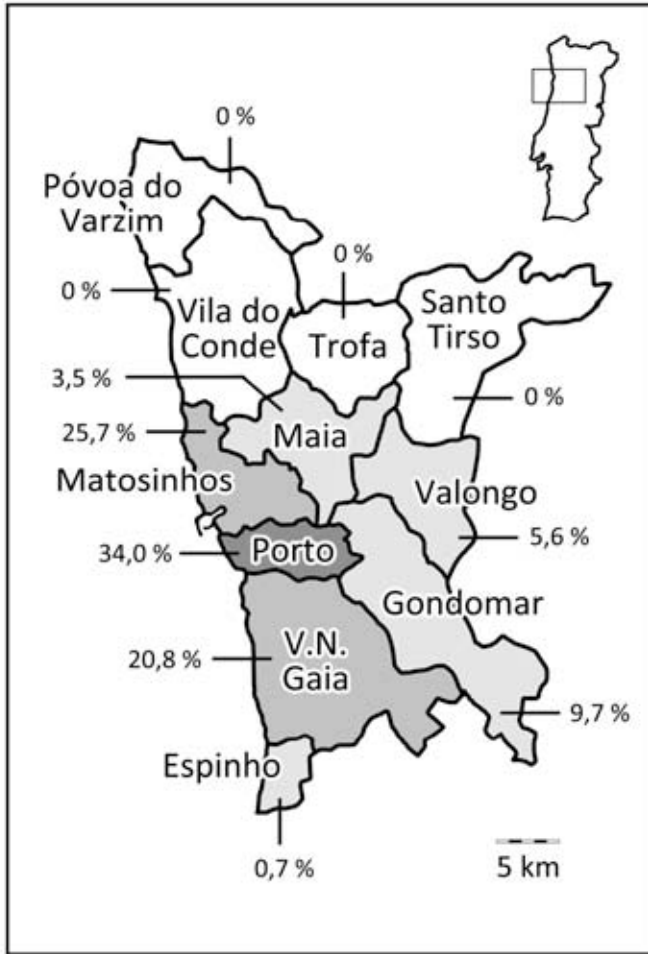 0 %
Póvoa do
Varzim
0 %
0 %
Vila do
Conde
Trofa
Santo
Tirso
3,5 %
0 %
25,7 %
Maia
Matosinhos
Valongo
34,0 %
Porto
5,6 %
Gondomar
20,8 %
V.N.
Gaia
9,7 %
Espinho
0,7 %
5 km